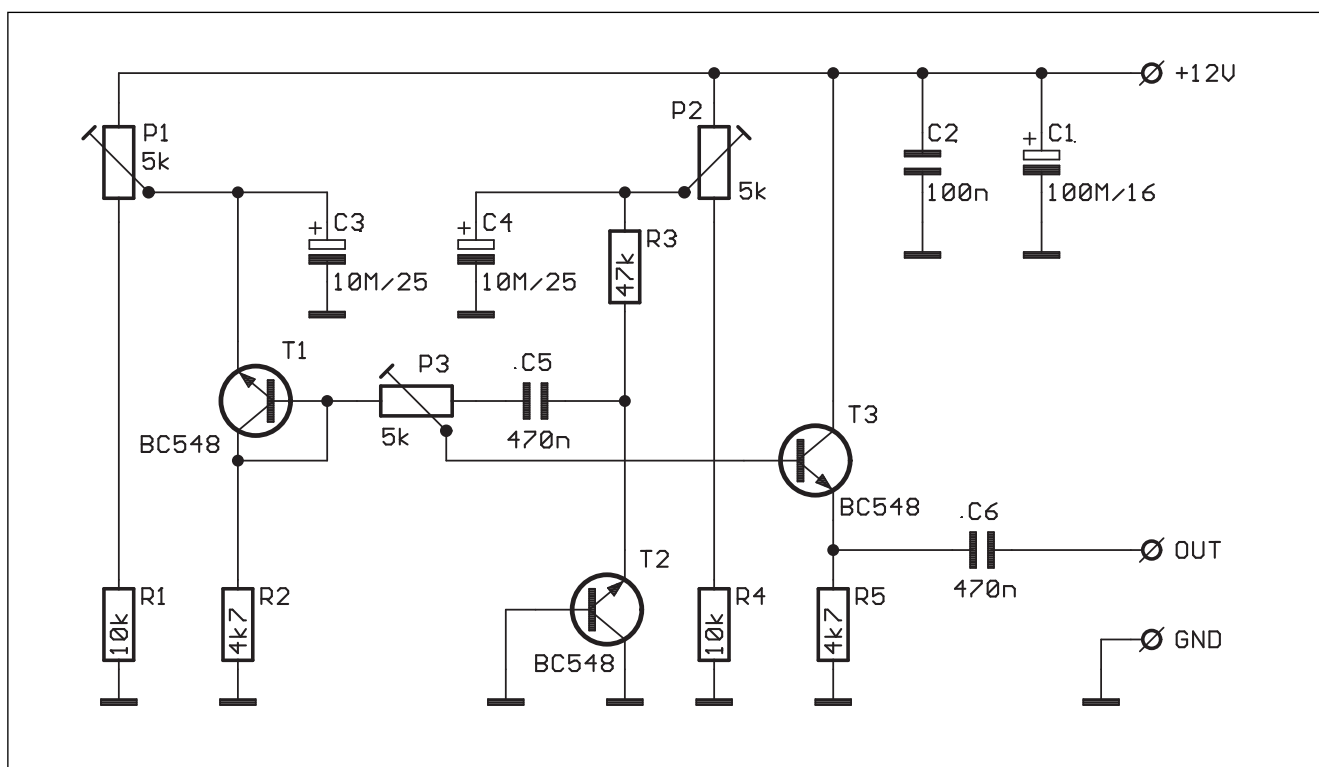 +12V
P1
5k
P2
5k
C2
100n
+
C1
100M/16
+
C3
10M/25
+
C4
10M/25
R3
47k
T1
BC548
P3
5k
C5
470n
T3
BC548
C6
470n
OUT
T2
BC548
R1
10k
R2
4k7
R4
10k
R5
4k7
GND